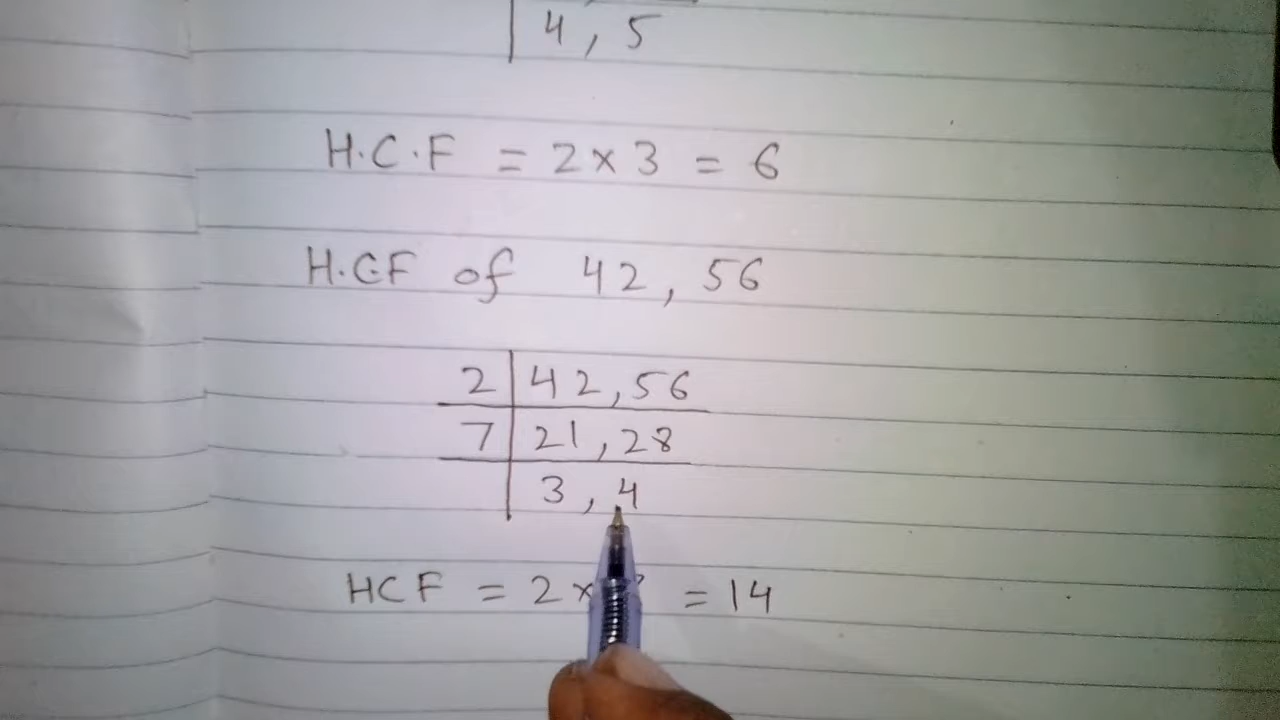 4, 5
H.C.F = 2 × 3 = 6
H.C.F of 42, 56
2 | 42, 56
7 | 21, 28
3, 4
HCF = 2 × = 14